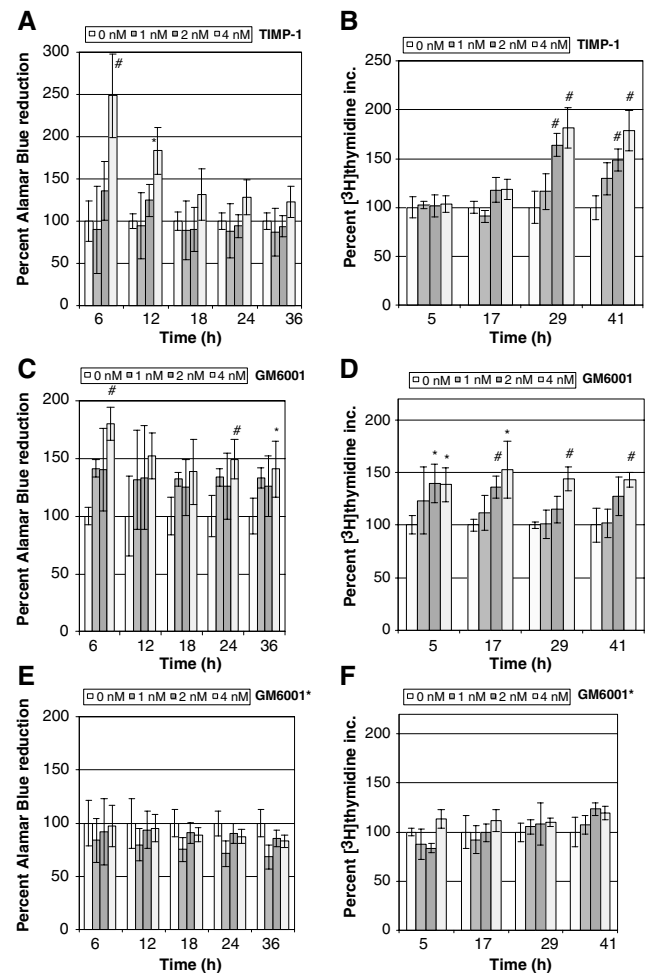 A
0 nM 1 nM 2 nM 4 nM TIMP-1
Percent Alamar Blue reduction
300
250
200
150
100
50
0
#
*
6 12 18 24 36
Time (h)
B
0 nM 1 nM 2 nM 4 nM TIMP-1
Percent [3H]thymidine inc.
250
200
150
100
50
0
# # # #
5 17 29 41
Time (h)
C
0 nM 1 nM 2 nM 4 nM GM6001
Percent Alamar Blue reduction
200
150
100
50
0
# # *
6 12 18 24 36
Time (h)
D
0 nM 1 nM 2 nM 4 nM GM6001
Percent [3H]thymidine inc.
200
150
100
50
0
* * # * # #
5 17 29 41
Time (h)
E
0 nM 1 nM 2 nM 4 nM GM6001*
Percent Alamar Blue reduction
200
150
100
50
0
6 12 18 24 36
Time (h)
F
0 nM 1 nM 2 nM 4 nM GM6001*
Percent [3H]thymidine inc.
200
150
100
50
0
5 17 29 41
Time (h)